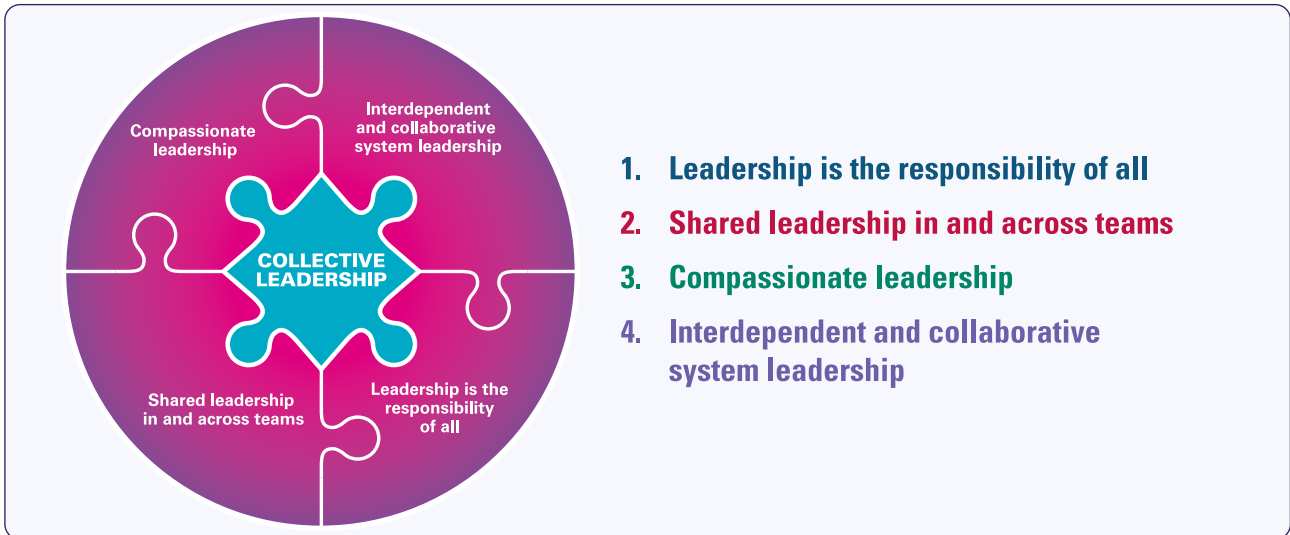 Compassionate
leadership
Interdependent
and collaborative
system leadership
COLLECTIVE
LEADERSHIP
Shared leadership
in and across teams
Leadership is the
responsibility
of all
1. Leadership is the responsibility of all
2. Shared leadership in and across teams
3. Compassionate leadership
4. Interdependent and collaborative
system leadership